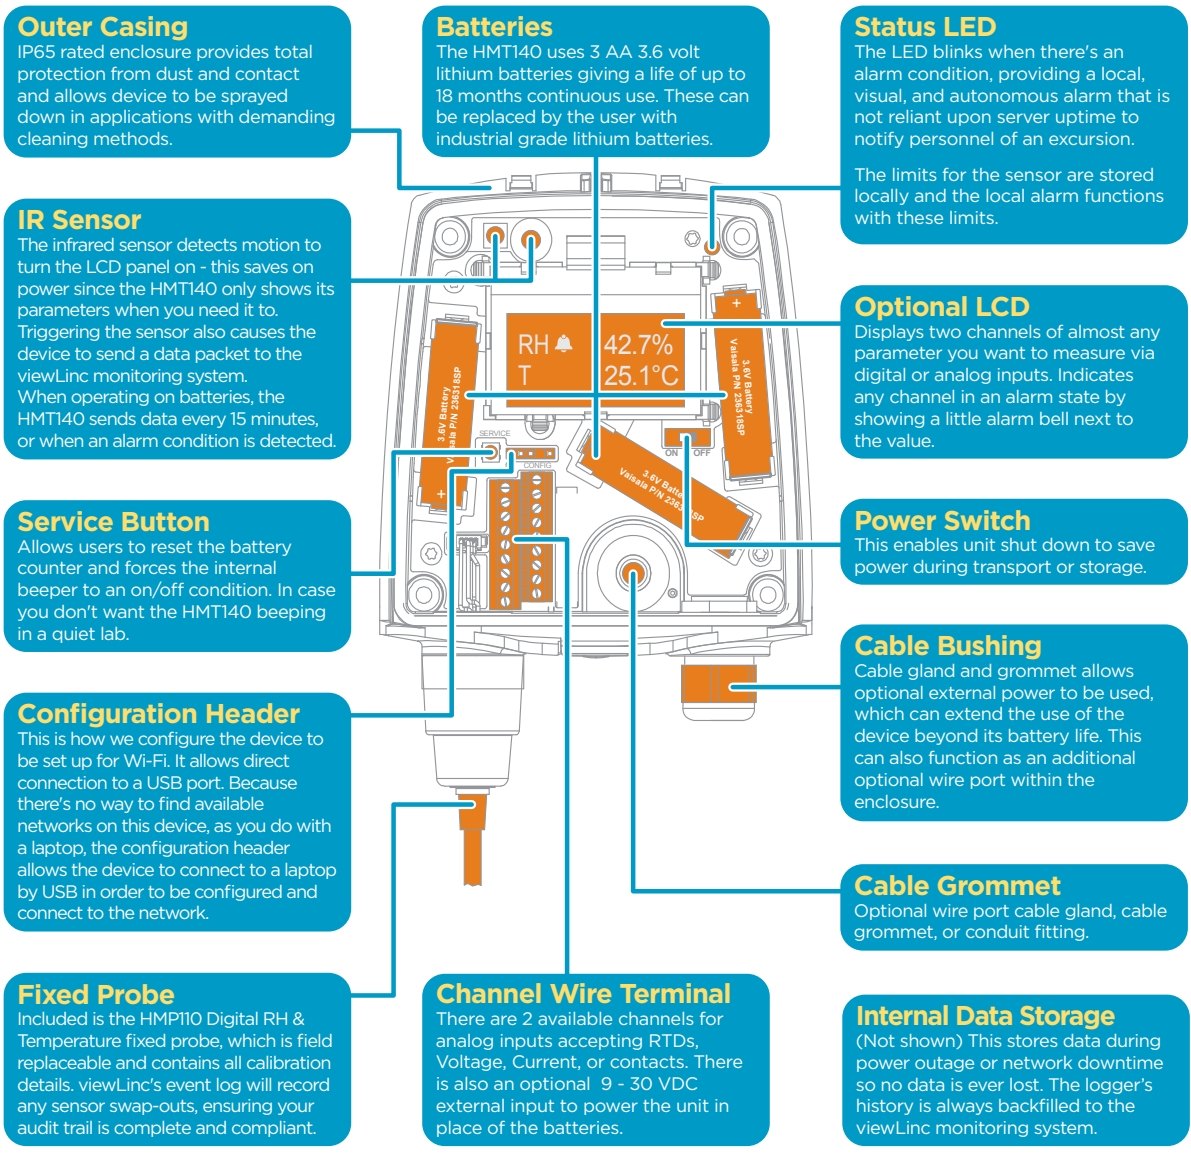 Outer Casing
IP65 rated enclosure provides total
protection from dust and contact
and allows device to be sprayed
down in applications with demanding
cleaning methods.
Batteries
The HMT140 uses 3 AA 3.6 volt
lithium batteries giving a life of up to
18 months continuous use. These can
be replaced by the user with
industrial grade lithium batteries.
Status LED
The LED blinks when there's an
alarm condition, providing a local,
visual, and autonomous alarm that is
not reliant upon server uptime to
notify personnel of an excursion.
The limits for the sensor are stored
locally and the local alarm functions
with these limits.
IR Sensor
The infrared sensor detects motion to
turn the LCD panel on - this saves on
power since the HMT140 only shows its
parameters when you need it to.
Triggering the sensor also causes the
device to send a data packet to the
viewLinc monitoring system.
When operating on batteries, the
HMT140 sends data every 15 minutes,
or when an alarm condition is detected.
Optional LCD
Displays two channels of almost any
parameter you want to measure via
digital or analog inputs. Indicates
any channel in an alarm state by
showing a little alarm bell next to
the value.
RH 42.7%
T 25.1°C
+
3.6V Battery
Vaisala P/N 236318SP
3.6V Battery
Vaisala P/N 236318SP
+
3.6V Battery
Vaisala P/N 236318SP
SERVICE
CONFIG
ON OFF
Service Button
Allows users to reset the battery
counter and forces the internal
beeper to an on/off condition. In case
you don't want the HMT140 beeping
in a quiet lab.
Power Switch
This enables unit shut down to save
power during transport or storage.
Cable Bushing
Cable gland and grommet allows
optional external power to be used,
which can extend the use of the
device beyond its battery life. This
can also function as an additional
optional wire port within the
enclosure.
Configuration Header
This is how we configure the device to
be set up for Wi-Fi. It allows direct
connection to a USB port. Because
there's no way to find available
networks on this device, as you do with
a laptop, the configuration header
allows the device to connect to a laptop
by USB in order to be configured and
connect to the network.
Cable Grommet
Optional wire port cable gland, cable
grommet, or conduit fitting.
Fixed Probe
Included is the HMP110 Digital RH &
Temperature fixed probe, which is field
replaceable and contains all calibration
details. viewLinc's event log will record
any sensor swap-outs, ensuring your
audit trail is complete and compliant.
Channel Wire Terminal
There are 2 available channels for
analog inputs accepting RTDs,
Voltage, Current, or contacts. There
is also an optional 9 - 30 VDC
external input to power the unit in
place of the batteries.
Internal Data Storage
(Not shown) This stores data during
power outage or network downtime
so no data is ever lost. The logger's
history is always backfilled to the
viewLinc monitoring system.